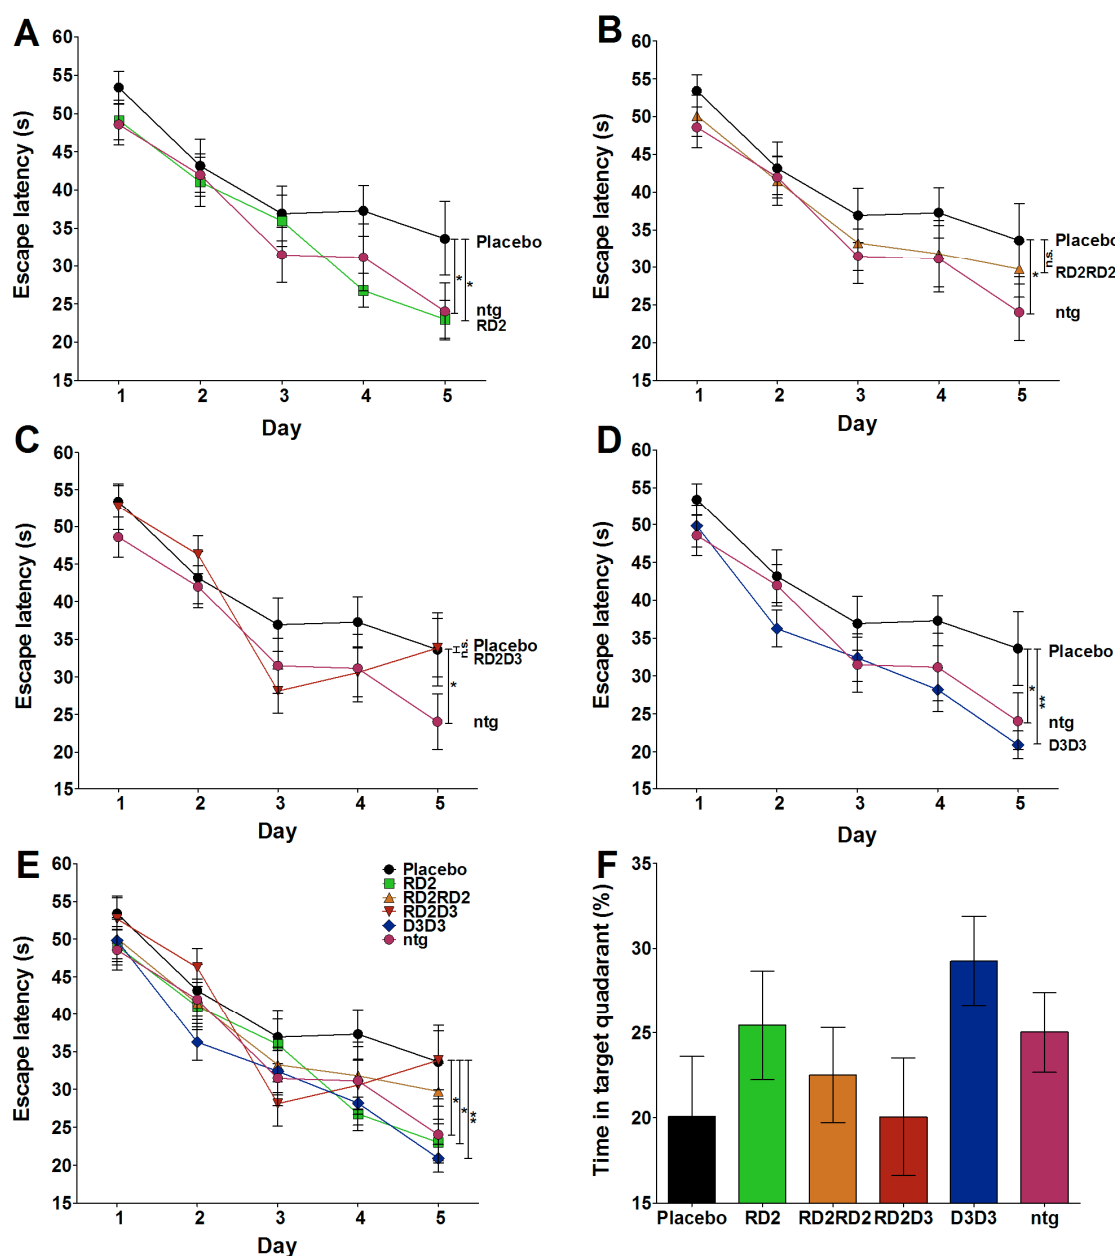 A
Escape latency (s)
60
55
50
45
40
35
30
25
20
15
Placebo
*
*
ntg
RD2
1 2 3 4 5
Day
B
Escape latency (s)
60
55
50
45
40
35
30
25
20
15
Placebo
n.s.
RD2RD2
*
ntg
1 2 3 4 5
Day
C
Escape latency (s)
60
55
50
45
40
35
30
25
20
15
Placebo
n.s.
RD2D3
*
ntg
1 2 3 4 5
Day
D
Escape latency (s)
60
55
50
45
40
35
30
25
20
15
Placebo
*
**
ntg
D3D3
1 2 3 4 5
Day
E
Escape latency (s)
60
55
50
45
40
35
30
25
20
15
Placebo
RD2
RD2RD2
RD2D3
D3D3
ntg
*
*
**
1 2 3 4 5
Day
F
Time in target quadarant (%)
35
30
25
20
15
Placebo RD2 RD2RD2 RD2D3 D3D3 ntg